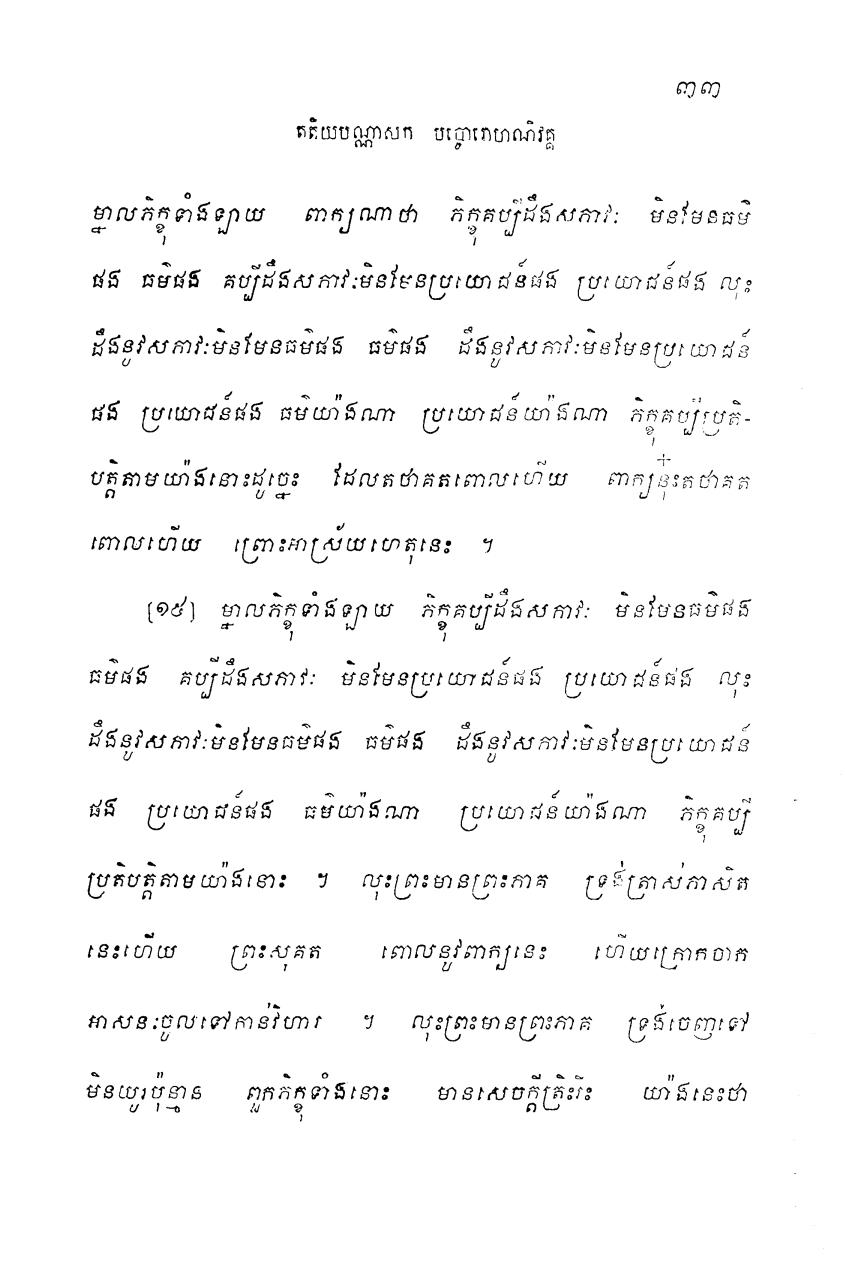 ៣៣
តតិយបណ្ណាសក បច្ចោរោហណិវគ្គ
ម្នាលភិក្ខុទាំងឡាយ ពាក្យណាថា ភិក្ខុគប្បីដឹងសភាវៈ មិនមែនធម៌
ផង ធម៌ផង គប្បីដឹងសភាវៈមិនមែនប្រយោជន៍ផង ប្រយោជន៍ផង លុះ
ដឹងនូវសភាវៈមិនមែនធម៌ផង ធម៌ផង ដឹងនូវសភាវៈមិនមែនប្រយោជន៍
ផង ប្រយោជន៍ផង ធម៌យ៉ាងណា ប្រយោជន៍យ៉ាងណា ភិក្ខុគប្បីប្រតិ-
បត្តិតាមយ៉ាងនោះដូច្នេះ ដែលតថាគតពោលហើយ ពាក្យនុ៎ះតថាគត
ពោលហើយ ព្រោះអាស្រ័យហេតុនេះ ។
[១៥] ម្នាលភិក្ខុទាំងឡាយ ភិក្ខុគប្បីដឹងសភាវៈ មិនមែនធម៌ផង
ធម៌ផង គប្បីដឹងសភាវៈ មិនមែនប្រយោជន៍ផង ប្រយោជន៍ផង លុះ
ដឹងនូវសភាវៈមិនមែនធម៌ផង ធម៌ផង ដឹងនូវសភាវៈមិនមែនប្រយោជន៍
ផង ប្រយោជន៍ផង ធម៌យ៉ាងណា ប្រយោជន៍យ៉ាងណា ភិក្ខុគប្បី
ប្រតិបត្តិតាមយ៉ាងនោះ ។ លុះព្រះមានព្រះភាគ ទ្រង់ត្រាស់ភាសិត
នេះហើយ ព្រះសុគត ពោលនូវពាក្យនេះ ហើយក្រោកចាក
អាសនៈចូលទៅកាន់វិហារ ។ លុះព្រះមានព្រះភាគ ទ្រង់ចេញទៅ
មិនយូរប៉ុន្មាន ពួកភិក្ខុទាំងនោះ មានសេចក្តីត្រិះរិះ យ៉ាងនេះថា